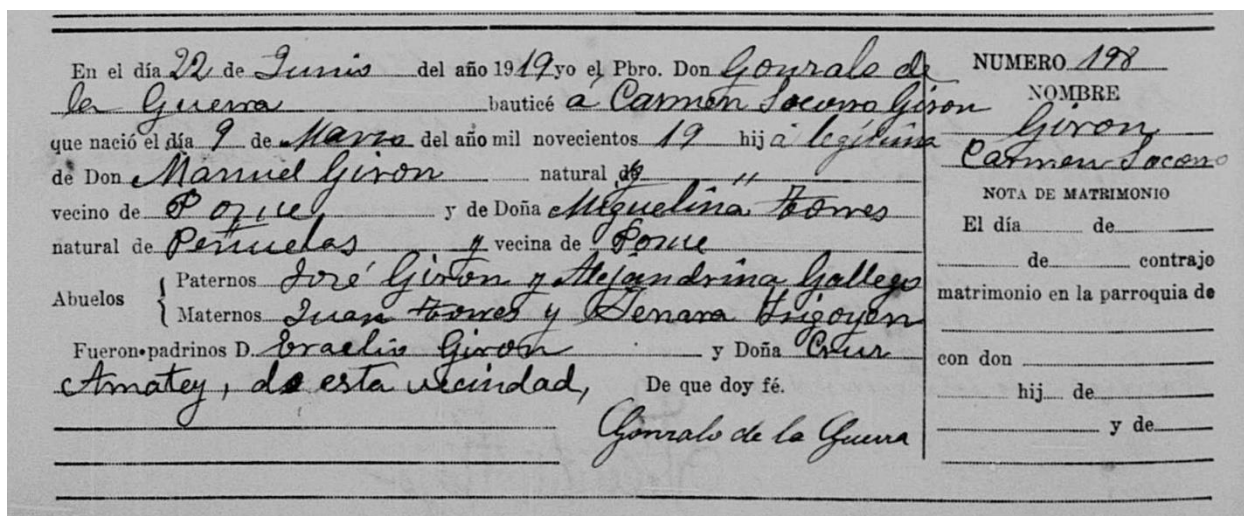 En el día 22 de Junio del año 1919 yo el Pbro. Don Gonzalo de
la Guerra bauticé á Carmen Socorro Giron
que nació el día 9 de Marzo del año mil novecientos 19 hija legítima
de Don Manuel Giron natural de "
vecino de Ponce y de Doña Miguelina Torres
natural de Peñuelas y vecina de Ponce
Abuelos
Paternos José Giron y Alejandrina Gallego
Maternos Juan Torres y Genara Irigoyen
Fueron padrinos D. Giron y Doña Cruz
Amatey, de esta vecindad, De que doy fé.
Gonzalo de la Guerra
NUMERO 198
NOMBRE
Giron
Carmen Socorro
NOTA DE MATRIMONIO
El día de
de contrajo
matrimonio en la parroquia de
con don
hij de
y de